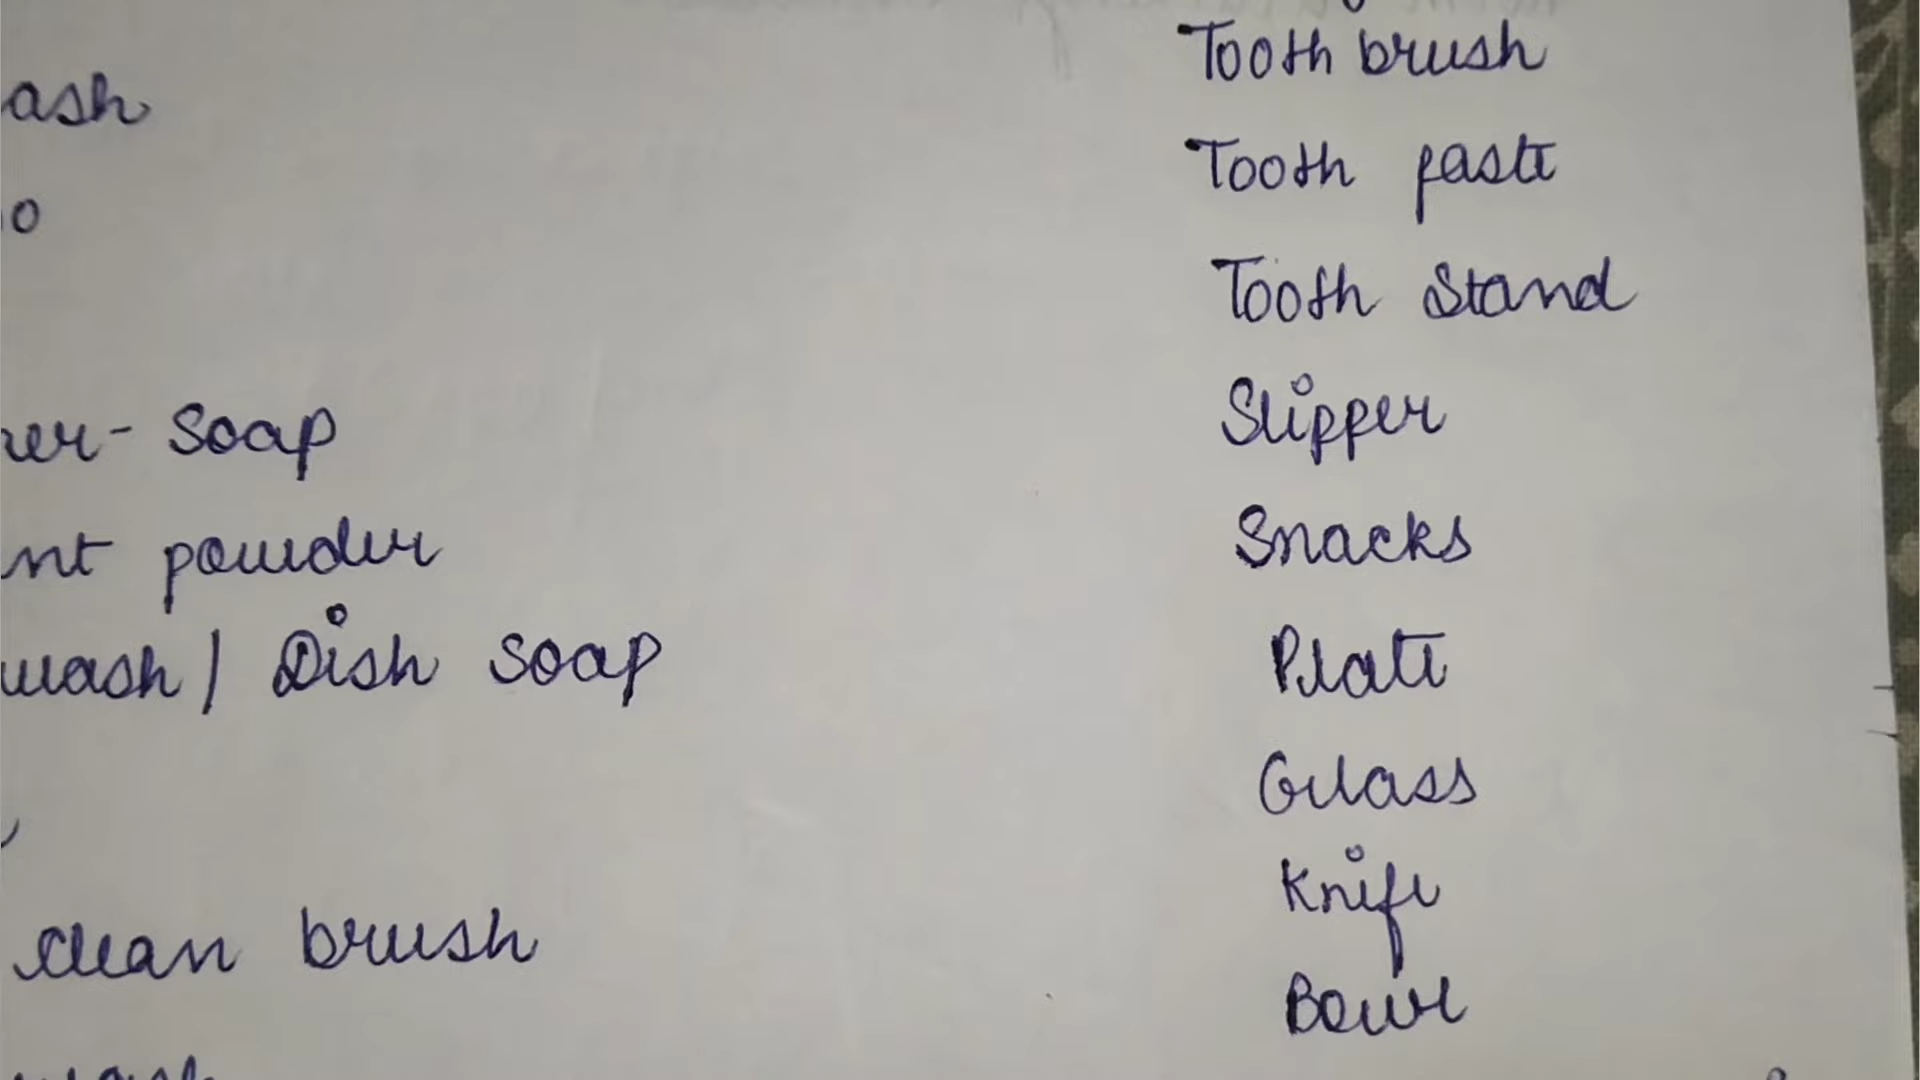 ash
Tooth brush
Tooth paste
o
Tooth Stand
er- Soap
Slipper
nt powder
Snacks
wash / Dish soap
Plate
Glass
clean brush
Knife
Bowl
wash